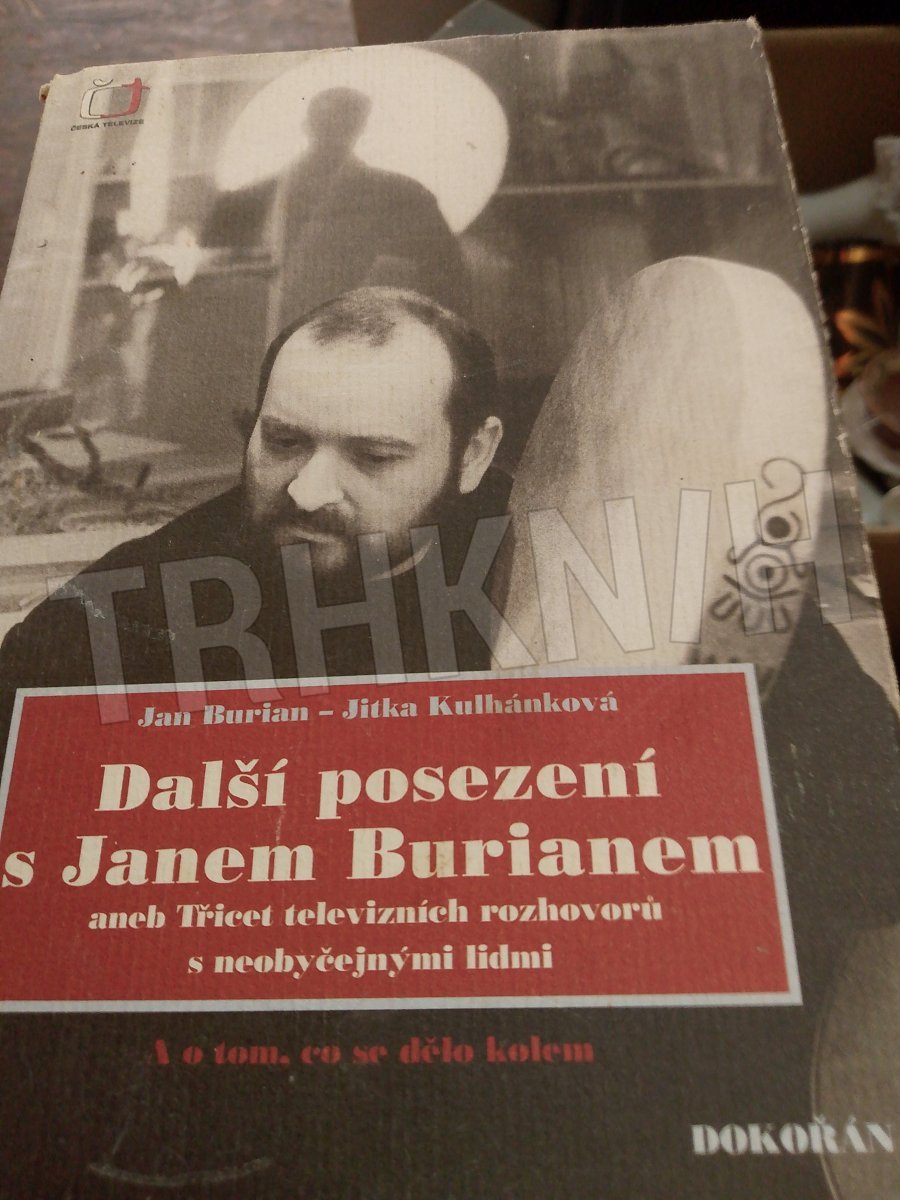 ČESKÁ TELEVIZE
TRHKNIH
Jan Burian – Jitka Kulhánková
Další posezení
s Janem Burianem
aneb Třicet televizních rozhovorů
s neobyčejnými lidmi
A o tom, co se dělo kolem
DOKOŘÁN